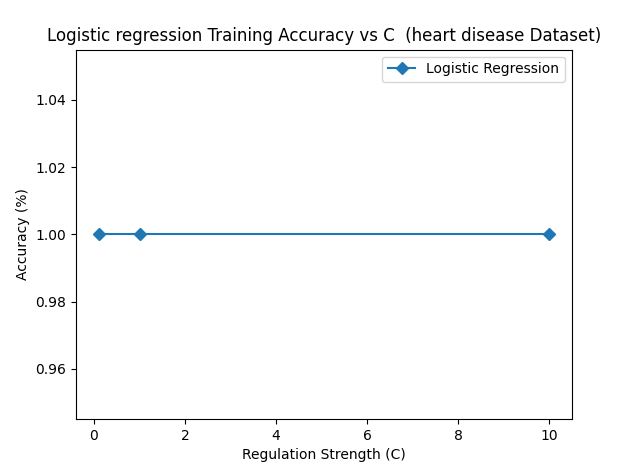 Logistic regression Training Accuracy vs C  (heart disease Dataset)
Logistic Regression
1.04
1.02
1.00
0.98
0.96
Accuracy (%)
0 2 4 6 8 10
Regulation Strength (C)